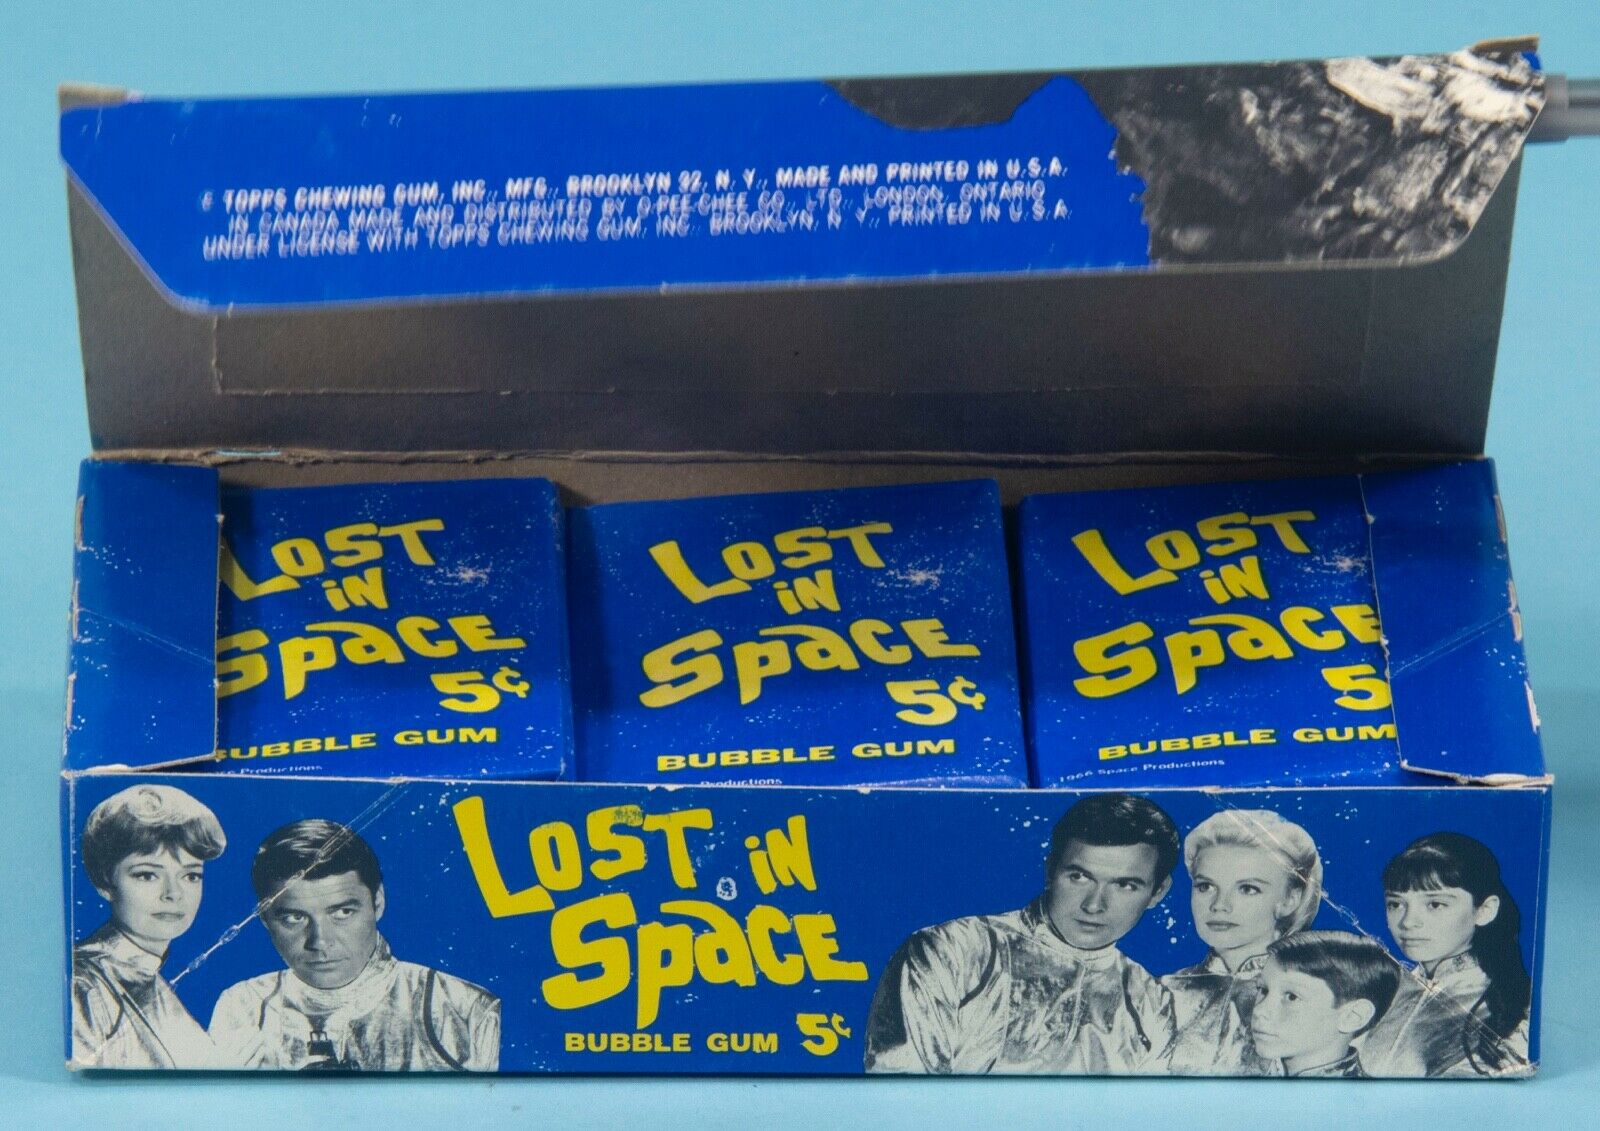 © TOPPS CHEWING GUM, INC., MFG., BROOKLYN 32, N. Y., MADE AND PRINTED IN U.S.A.
IN CANADA MADE AND DISTRIBUTED BY O-PEE-CHEE CO., LTD., LONDON, ONTARIO
UNDER LICENSE WITH TOPPS CHEWING GUM, INC. BROOKLYN, N. Y., PRINTED IN U.S.A.
LOST
IN
SPACE
5¢
BUBBLE GUM
Productions
LOST
IN
SPACE
5¢
BUBBLE GUM
Productions
LOST
IN
SPACE
5
BUBBLE GUM
1966 Space Productions
LOST IN
SPACE
BUBBLE GUM 5¢